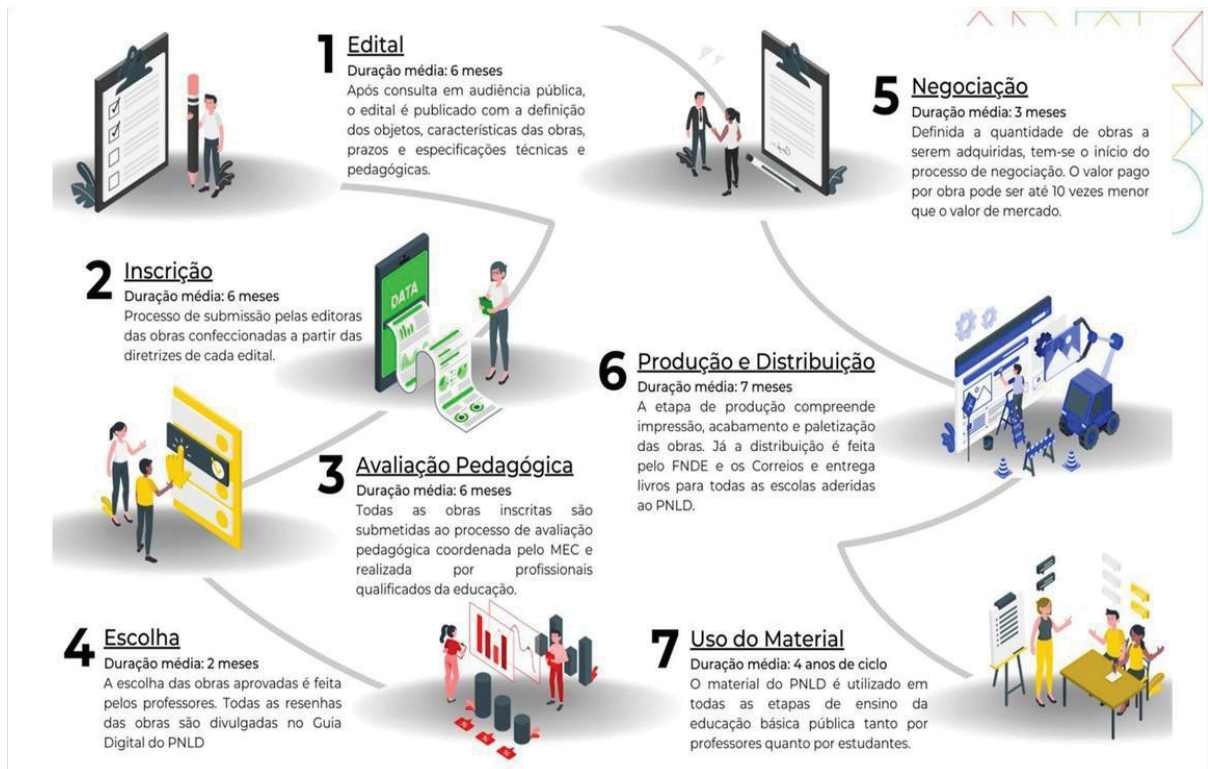 1 Edital
Duração média: 6 meses
Após consulta em audiência pública,
o edital é publicado com a definição
dos objetos, características das obras,
prazos e especificações técnicas e
pedagógicas.
2 Inscrição
Duração média: 6 meses
Processo de submissão pelas editoras
das obras confeccionadas a partir das
diretrizes de cada edital.
DATA
3 Avaliação Pedagógica
Duração média: 6 meses
Todas as obras inscritas são
submetidas ao processo de avaliação
pedagógica coordenada pelo MEC e
realizada por profissionais
qualificados da educação.
4 Escolha
Duração média: 2 meses
A escolha das obras aprovadas é feita
pelos professores. Todas as resenhas
das obras são divulgadas no Guia
Digital do PNLD
5 Negociação
Duração média: 3 meses
Definida a quantidade de obras a
serem adquiridas, tem-se o início do
processo de negociação. O valor pago
por obra pode ser até 10 vezes menor
que o valor de mercado.
6 Produção e Distribuição
Duração média: 7 meses
A etapa de produção compreende
impressão, acabamento e paletização
das obras. Já a distribuição é feita
pelo FNDE e os Correios e entrega
livros para todas as escolas aderidas
ao PNLD.
7 Uso do Material
Duração média: 4 anos de ciclo
O material do PNLD é utilizado em
todas as etapas de ensino da
educação básica pública tanto por
professores quanto por estudantes.